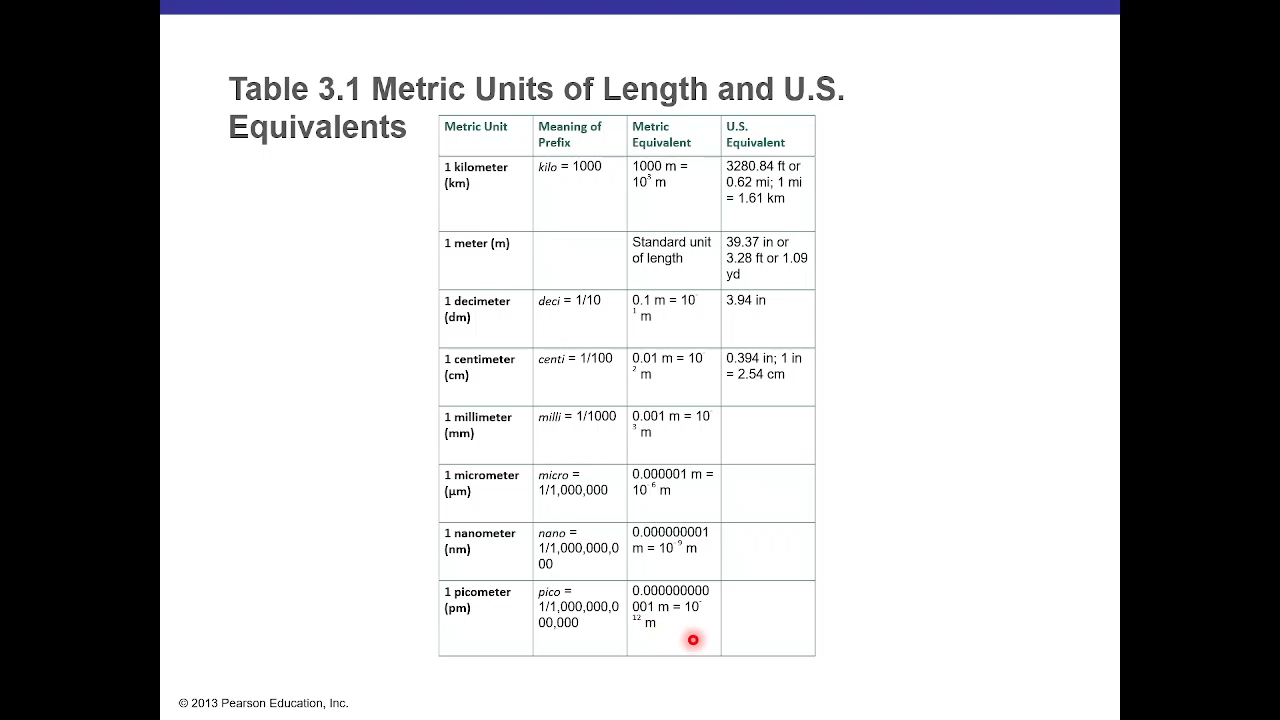 Table 3.1 Metric Units of Length and U.S.
Equivalents
Metric Unit
Meaning of
Prefix
Metric
Equivalent
U.S.
Equivalent
1 kilometer
(km)
kilo = 1000
1000 m =
10³ m
3280.84 ft or
0.62 mi; 1 mi
= 1.61 km
1 meter (m)
Standard unit
of length
39.37 in or
3.28 ft or 1.09
yd
1 decimeter
(dm)
deci = 1/10
0.1 m = 10⁻
¹ m
3.94 in
1 centimeter
(cm)
centi = 1/100
0.01 m = 10⁻
² m
0.394 in; 1 in
= 2.54 cm
1 millimeter
(mm)
milli = 1/1000
0.001 m = 10⁻
³ m
1 micrometer
(µm)
micro =
1/1,000,000
0.000001 m =
10⁻⁶ m
1 nanometer
(nm)
nano =
1/1,000,000,0
00
0.000000001
m = 10⁻⁹ m
1 picometer
(pm)
pico =
1/1,000,000,0
00,000
0.000000000
001 m = 10⁻
¹² m
© 2013 Pearson Education, Inc.